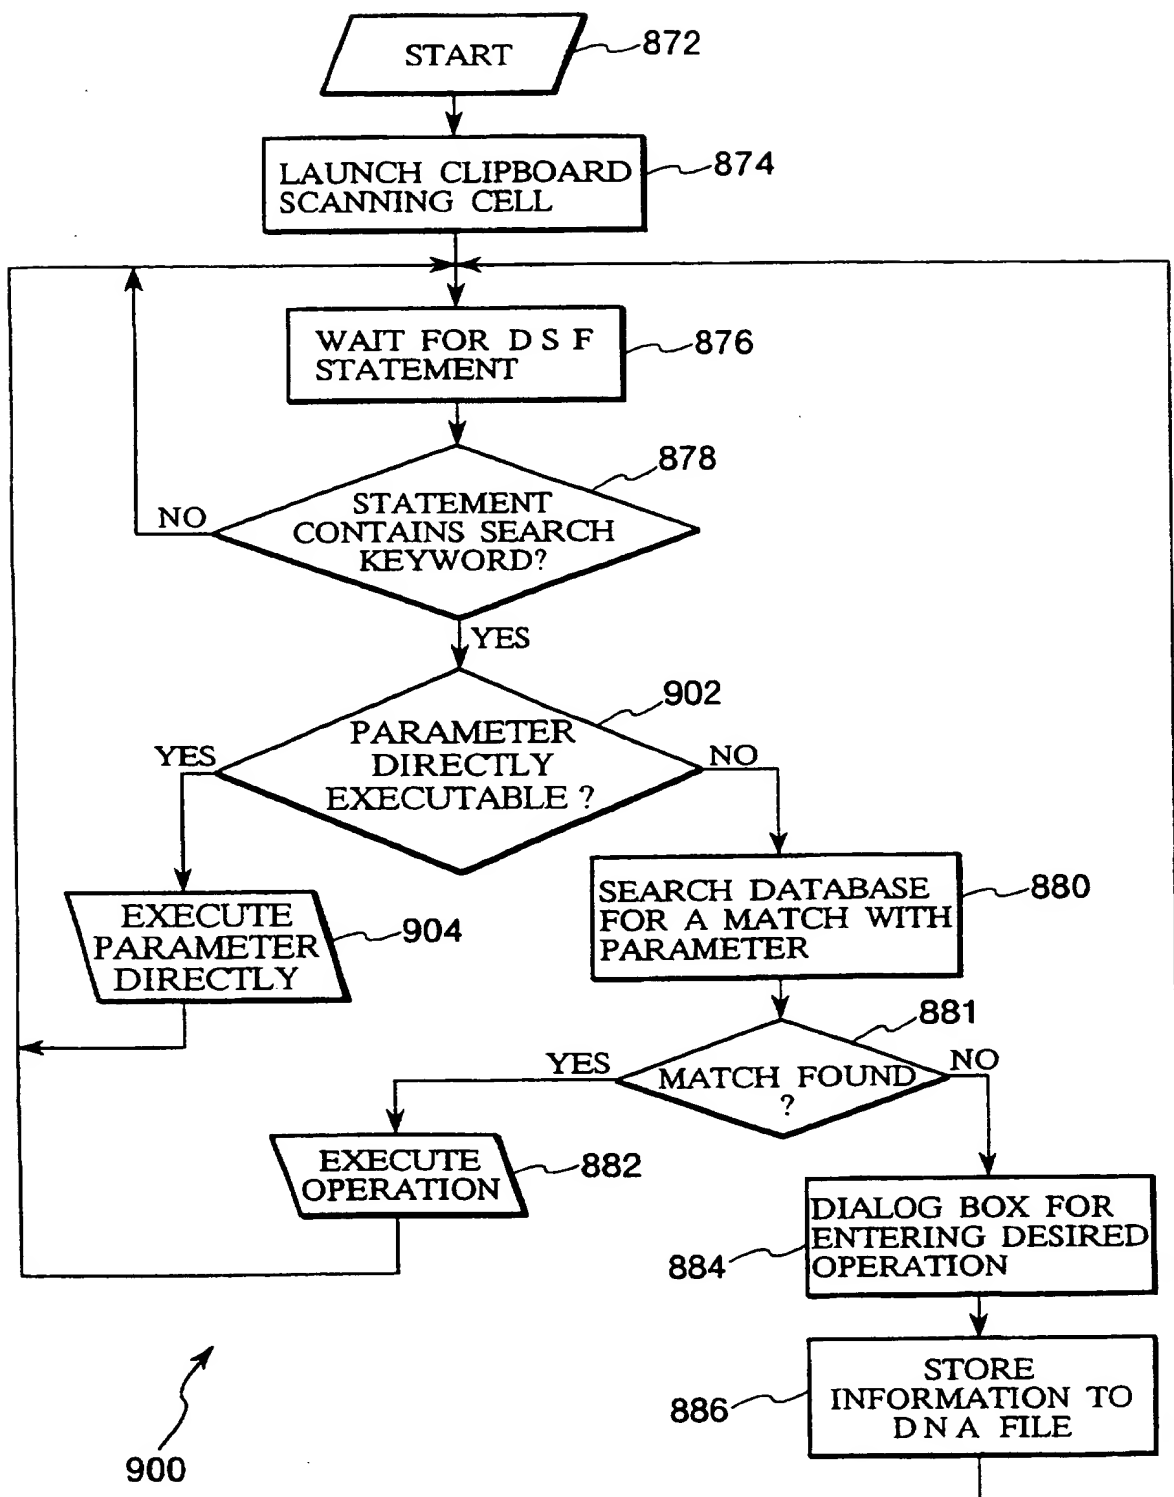 START
872
LAUNCH CLIPBOARD
SCANNING CELL
874
WAIT FOR D S F
STATEMENT
876
878
STATEMENT
CONTAINS SEARCH
KEYWORD?
NO
YES
902
PARAMETER
DIRECTLY
EXECUTABLE ?
YES
NO
EXECUTE
PARAMETER
DIRECTLY
904
SEARCH DATABASE
FOR A MATCH WITH
PARAMETER
880
881
MATCH FOUND
?
YES
NO
EXECUTE
OPERATION
882
DIALOG BOX FOR
ENTERING DESIRED
OPERATION
884
STORE
INFORMATION TO
D N A FILE
886
900